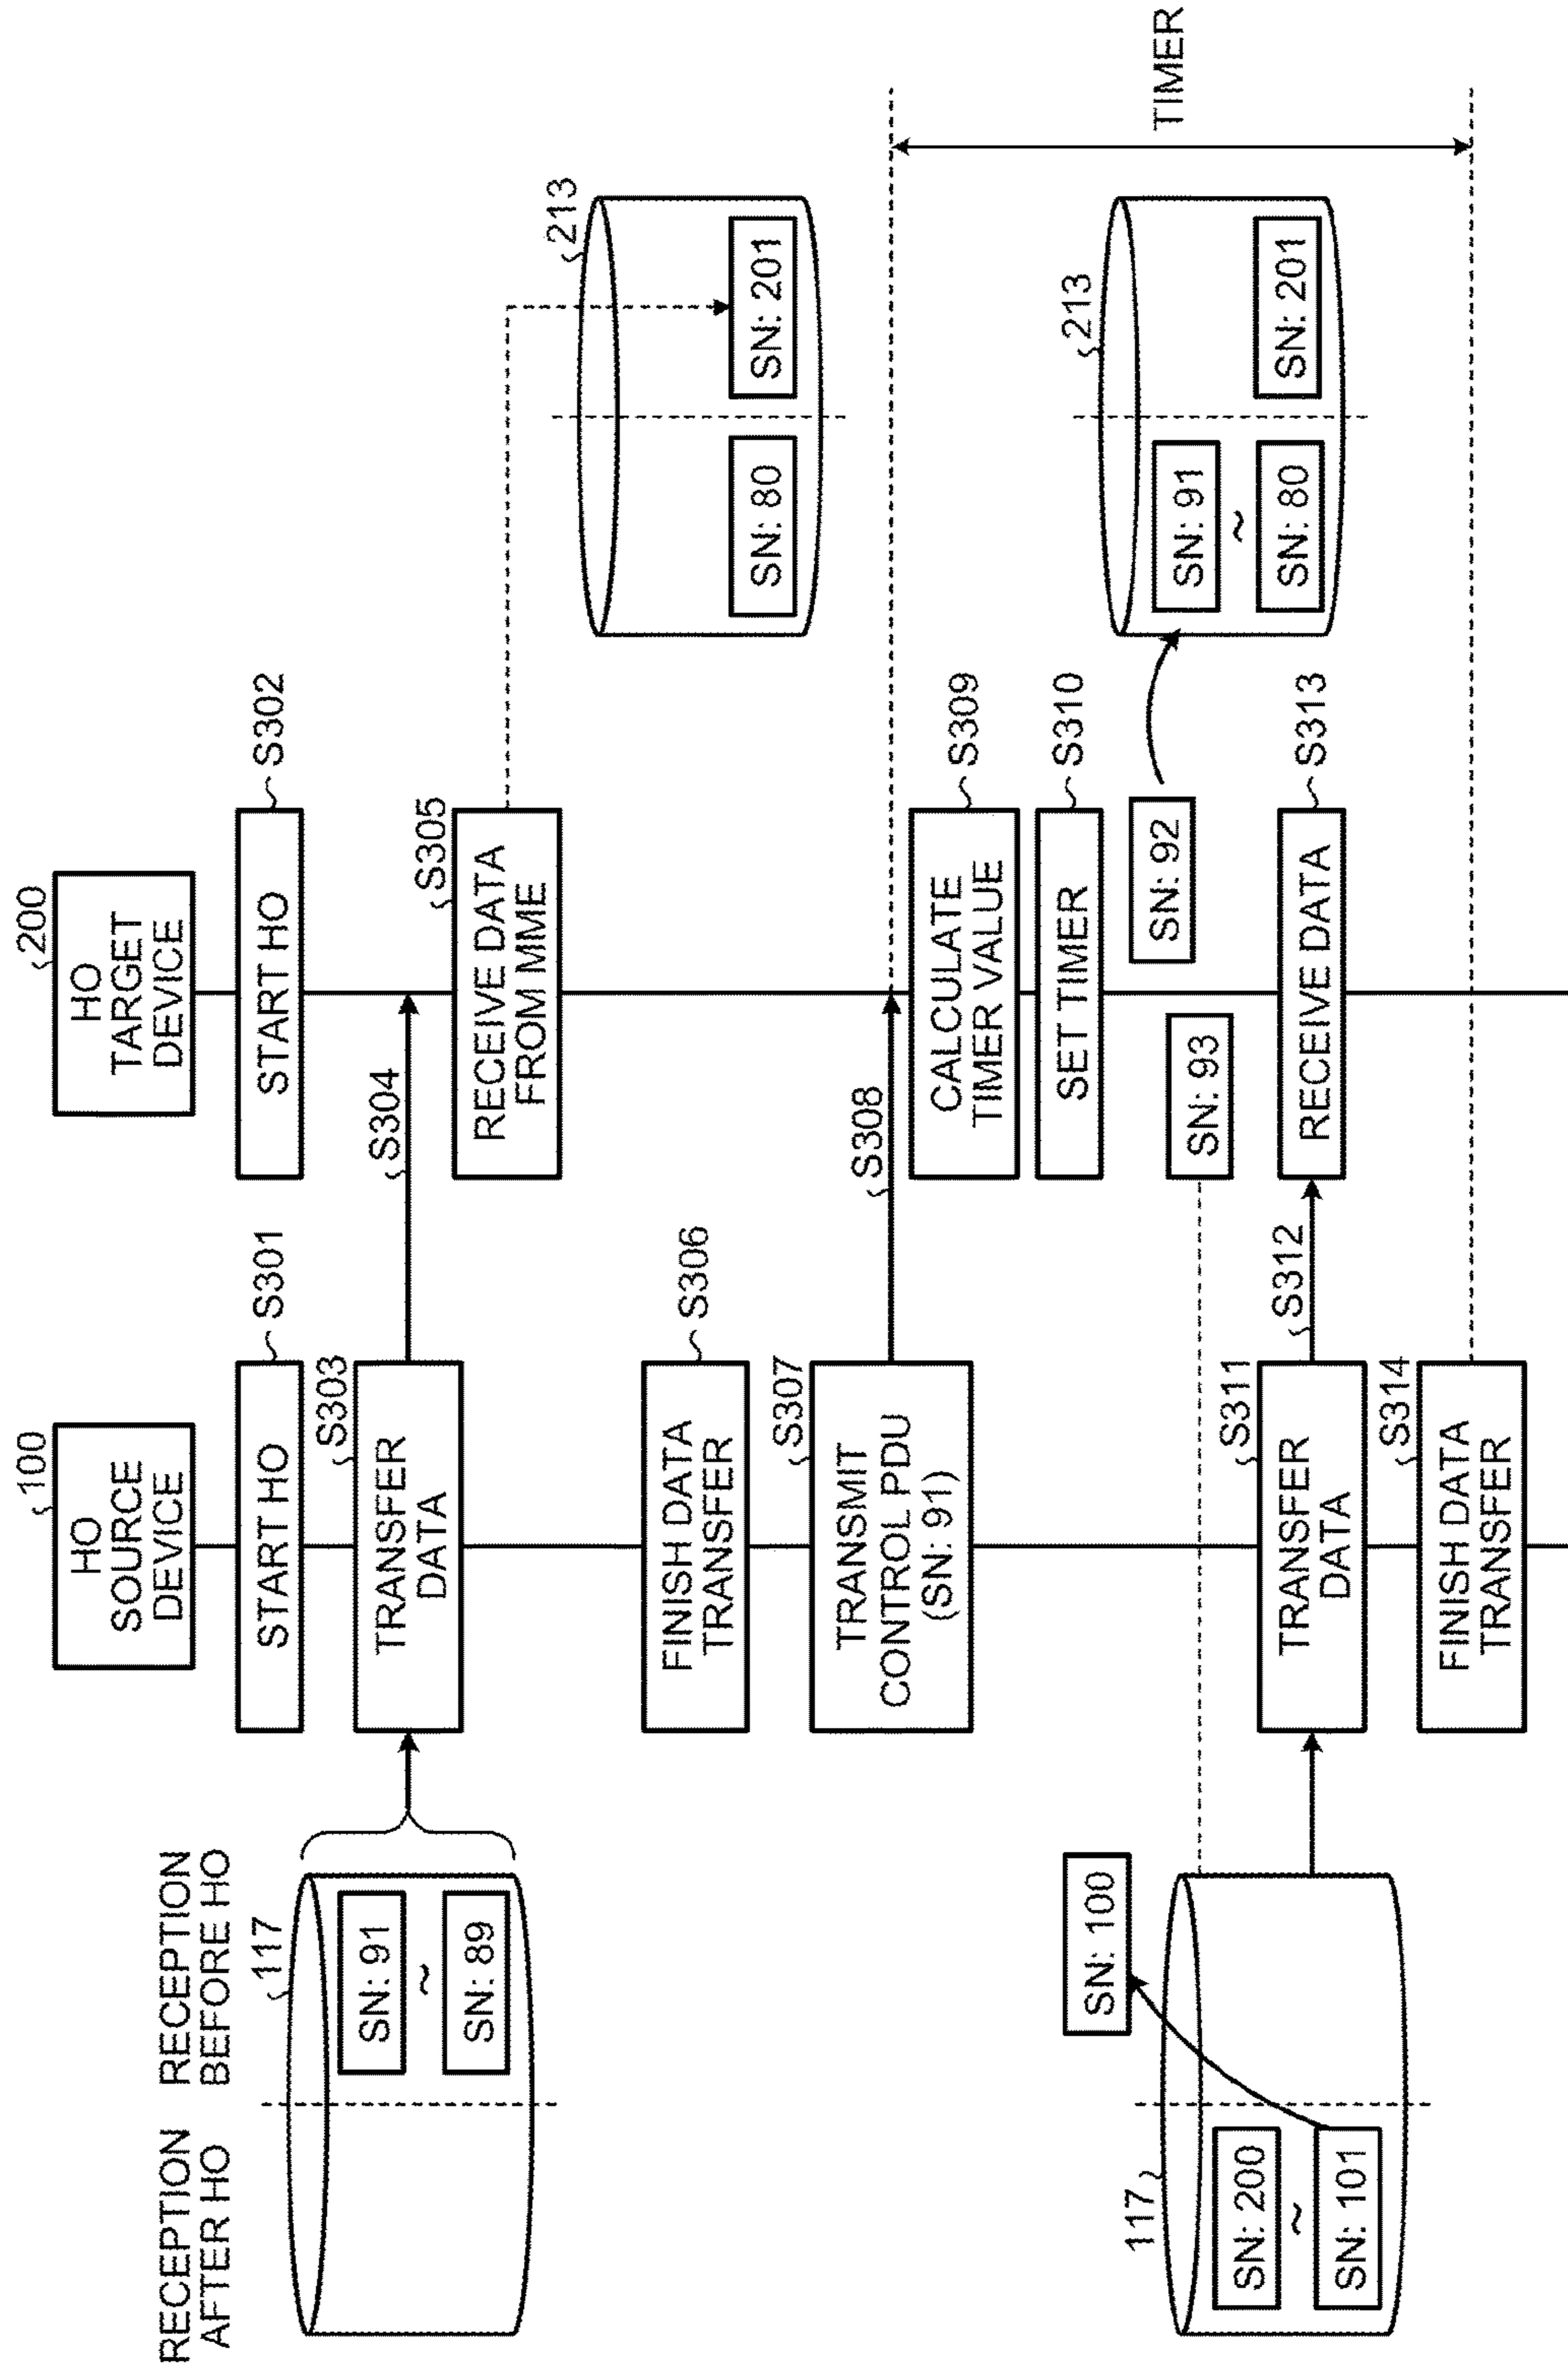 100
HO
SOURCE
DEVICE
200
HO
TARGET
DEVICE
START HO
S301
START HO
S302
RECEPTION
AFTER HO
RECEPTION
BEFORE HO
117
SN: 91
~
SN: 89
S303
TRANSFER
DATA
S304
S305
RECEIVE DATA
FROM MME
213
SN: 80
SN: 201
FINISH DATA
TRANSFER
S306
S307
TRANSMIT
CONTROL PDU
(SN: 91)
S308
TIMER
CALCULATE
TIMER VALUE
S309
SET TIMER
S310
SN: 92
SN: 93
213
SN: 91
~
SN: 80
SN: 201
SN: 100
117
SN: 200
~
SN: 101
S311
TRANSFER
DATA
S312
RECEIVE DATA
S313
S314
FINISH DATA
TRANSFER